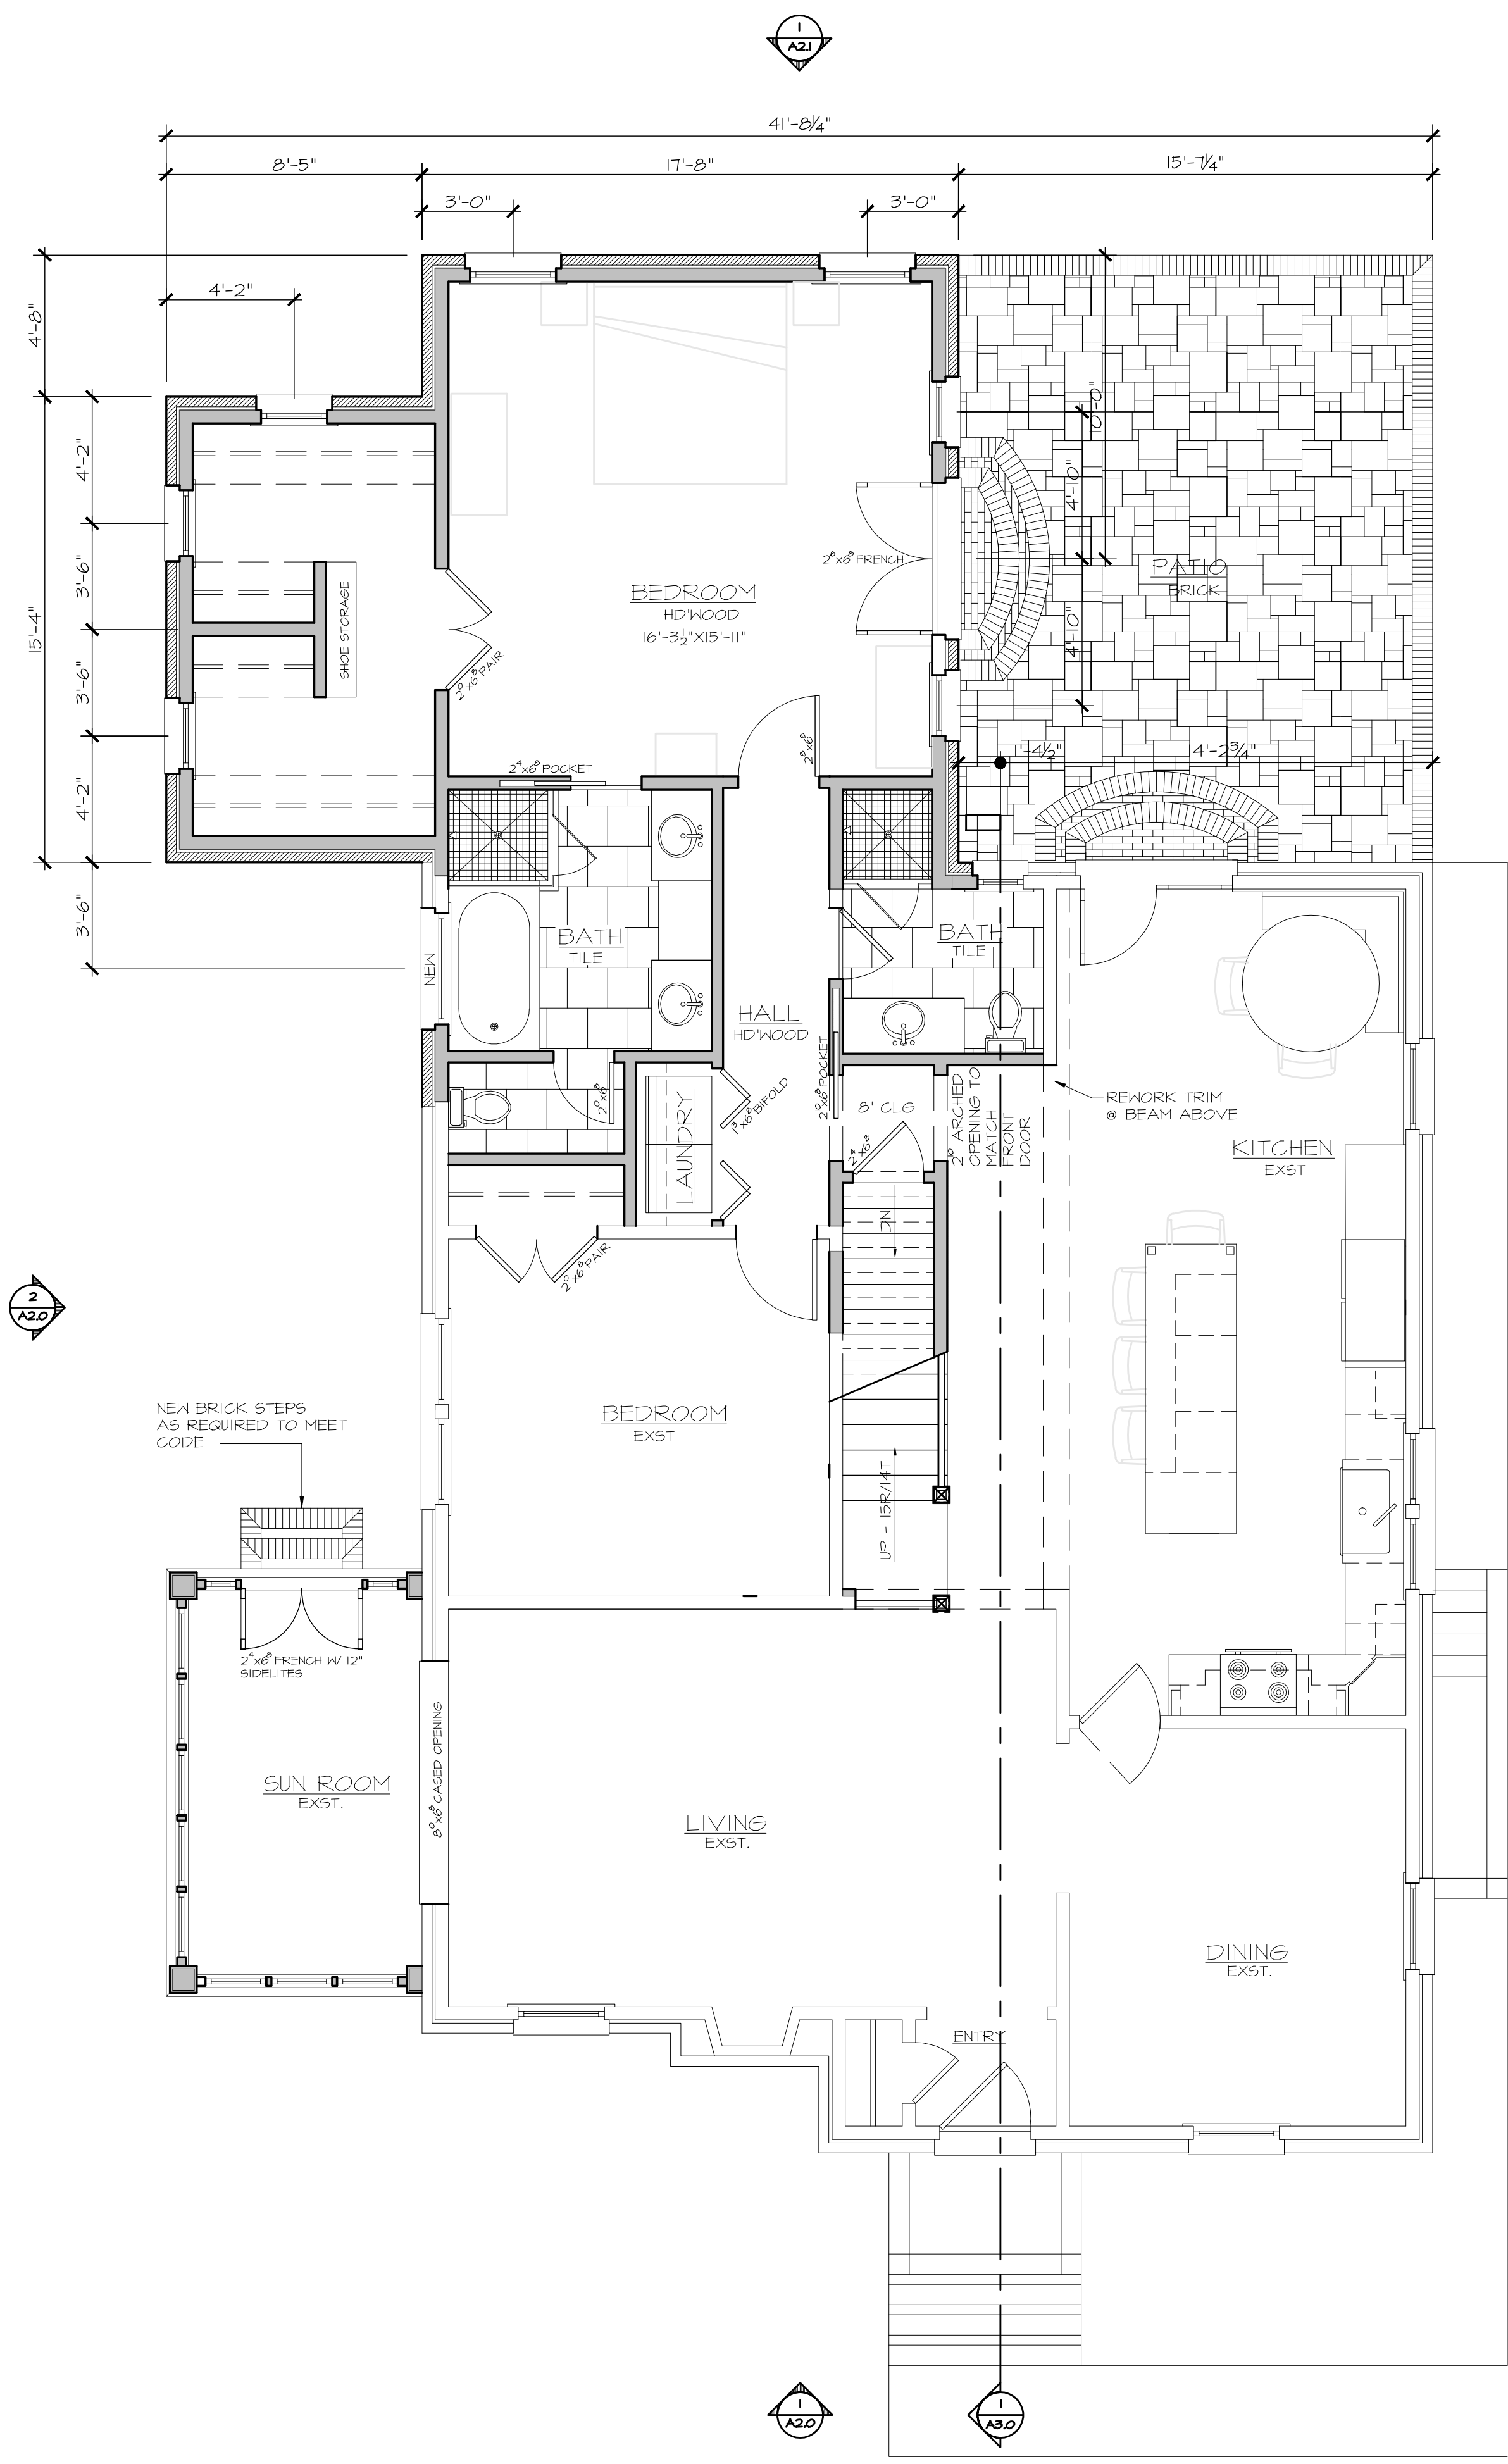 1
A2.1
41'-8¼"
8'-5"
17'-8"
15'-7¼"
3'-0"
3'-0"
4'-2"
4'-8"
15'-4"
4'-2"
3'-6"
3'-6"
4'-2"
3'-6"
10'-0"
4'-10"
4'-10"
1'-4½"
14'-2¾"
SHOE STORAGE
BEDROOM
HD'WOOD
16'-3½"X15'-11"
2⁶x6⁸ FRENCH
PATIO
BRICK
2⁰x6⁸ PAIR
2⁸x6⁸
2⁴x6⁸ POCKET
NEW
BATH
TILE
BATH
TILE
HALL
HD'WOOD
2¹⁰x6⁸ POCKET
2⁰x6⁸
LAUNDRY
1³x6⁸ BIFOLD
8' CLG
2⁴x6⁸
2¹⁰ ARCHED
OPENING TO
MATCH
FRONT
DOOR
REWORK TRIM
@ BEAM ABOVE
KITCHEN
EXST
DN
2⁰x6⁸ PAIR
2
A2.0
BEDROOM
EXST
UP - 15R/14T
NEW BRICK STEPS
AS REQUIRED TO MEET
CODE
2⁴x6⁸ FRENCH W/ 12"
SIDELITES
SUN ROOM
EXST.
8⁰x6⁸ CASED OPENING
LIVING
EXST.
DINING
EXST.
ENTRY
1
A2.0
1
A3.0